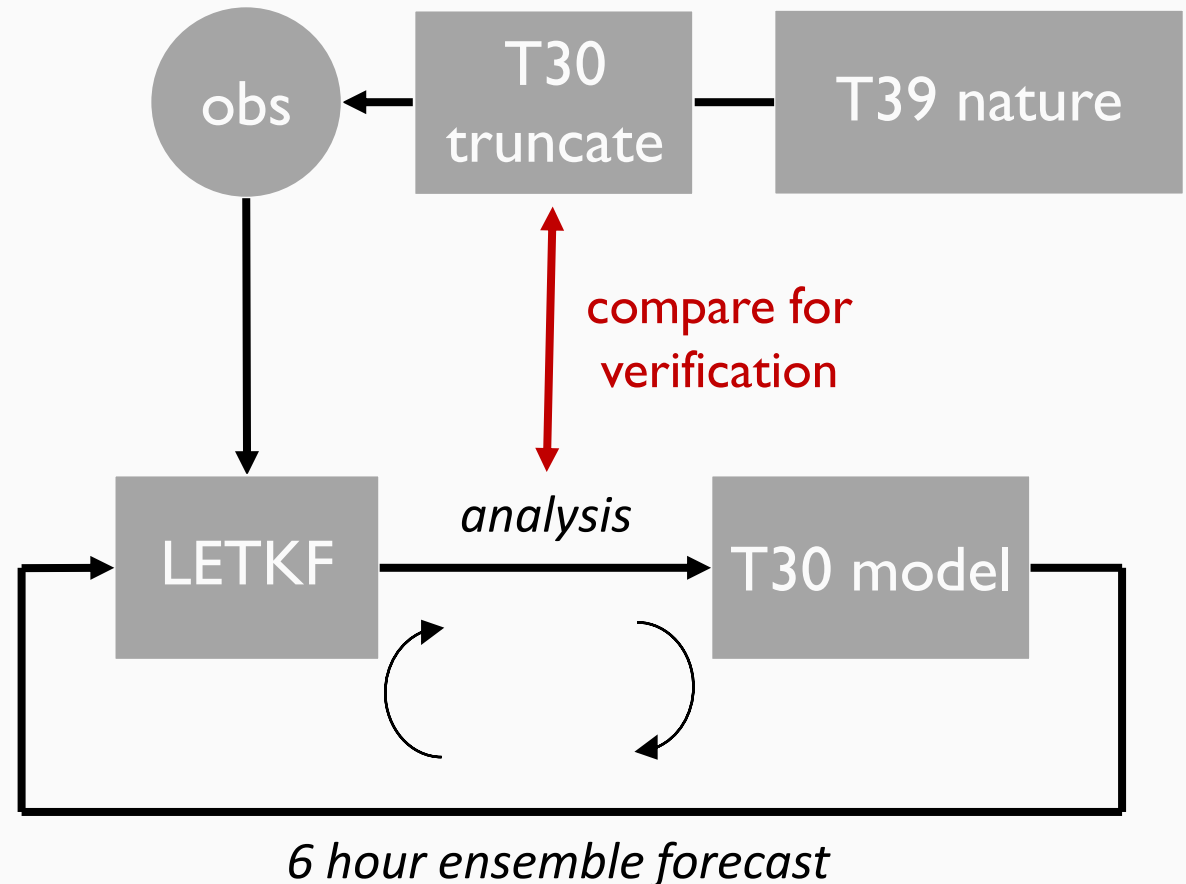 obs
T30
truncate
T39 nature
compare for
verification
LETKF
analysis
T30 model
6 hour ensemble forecast